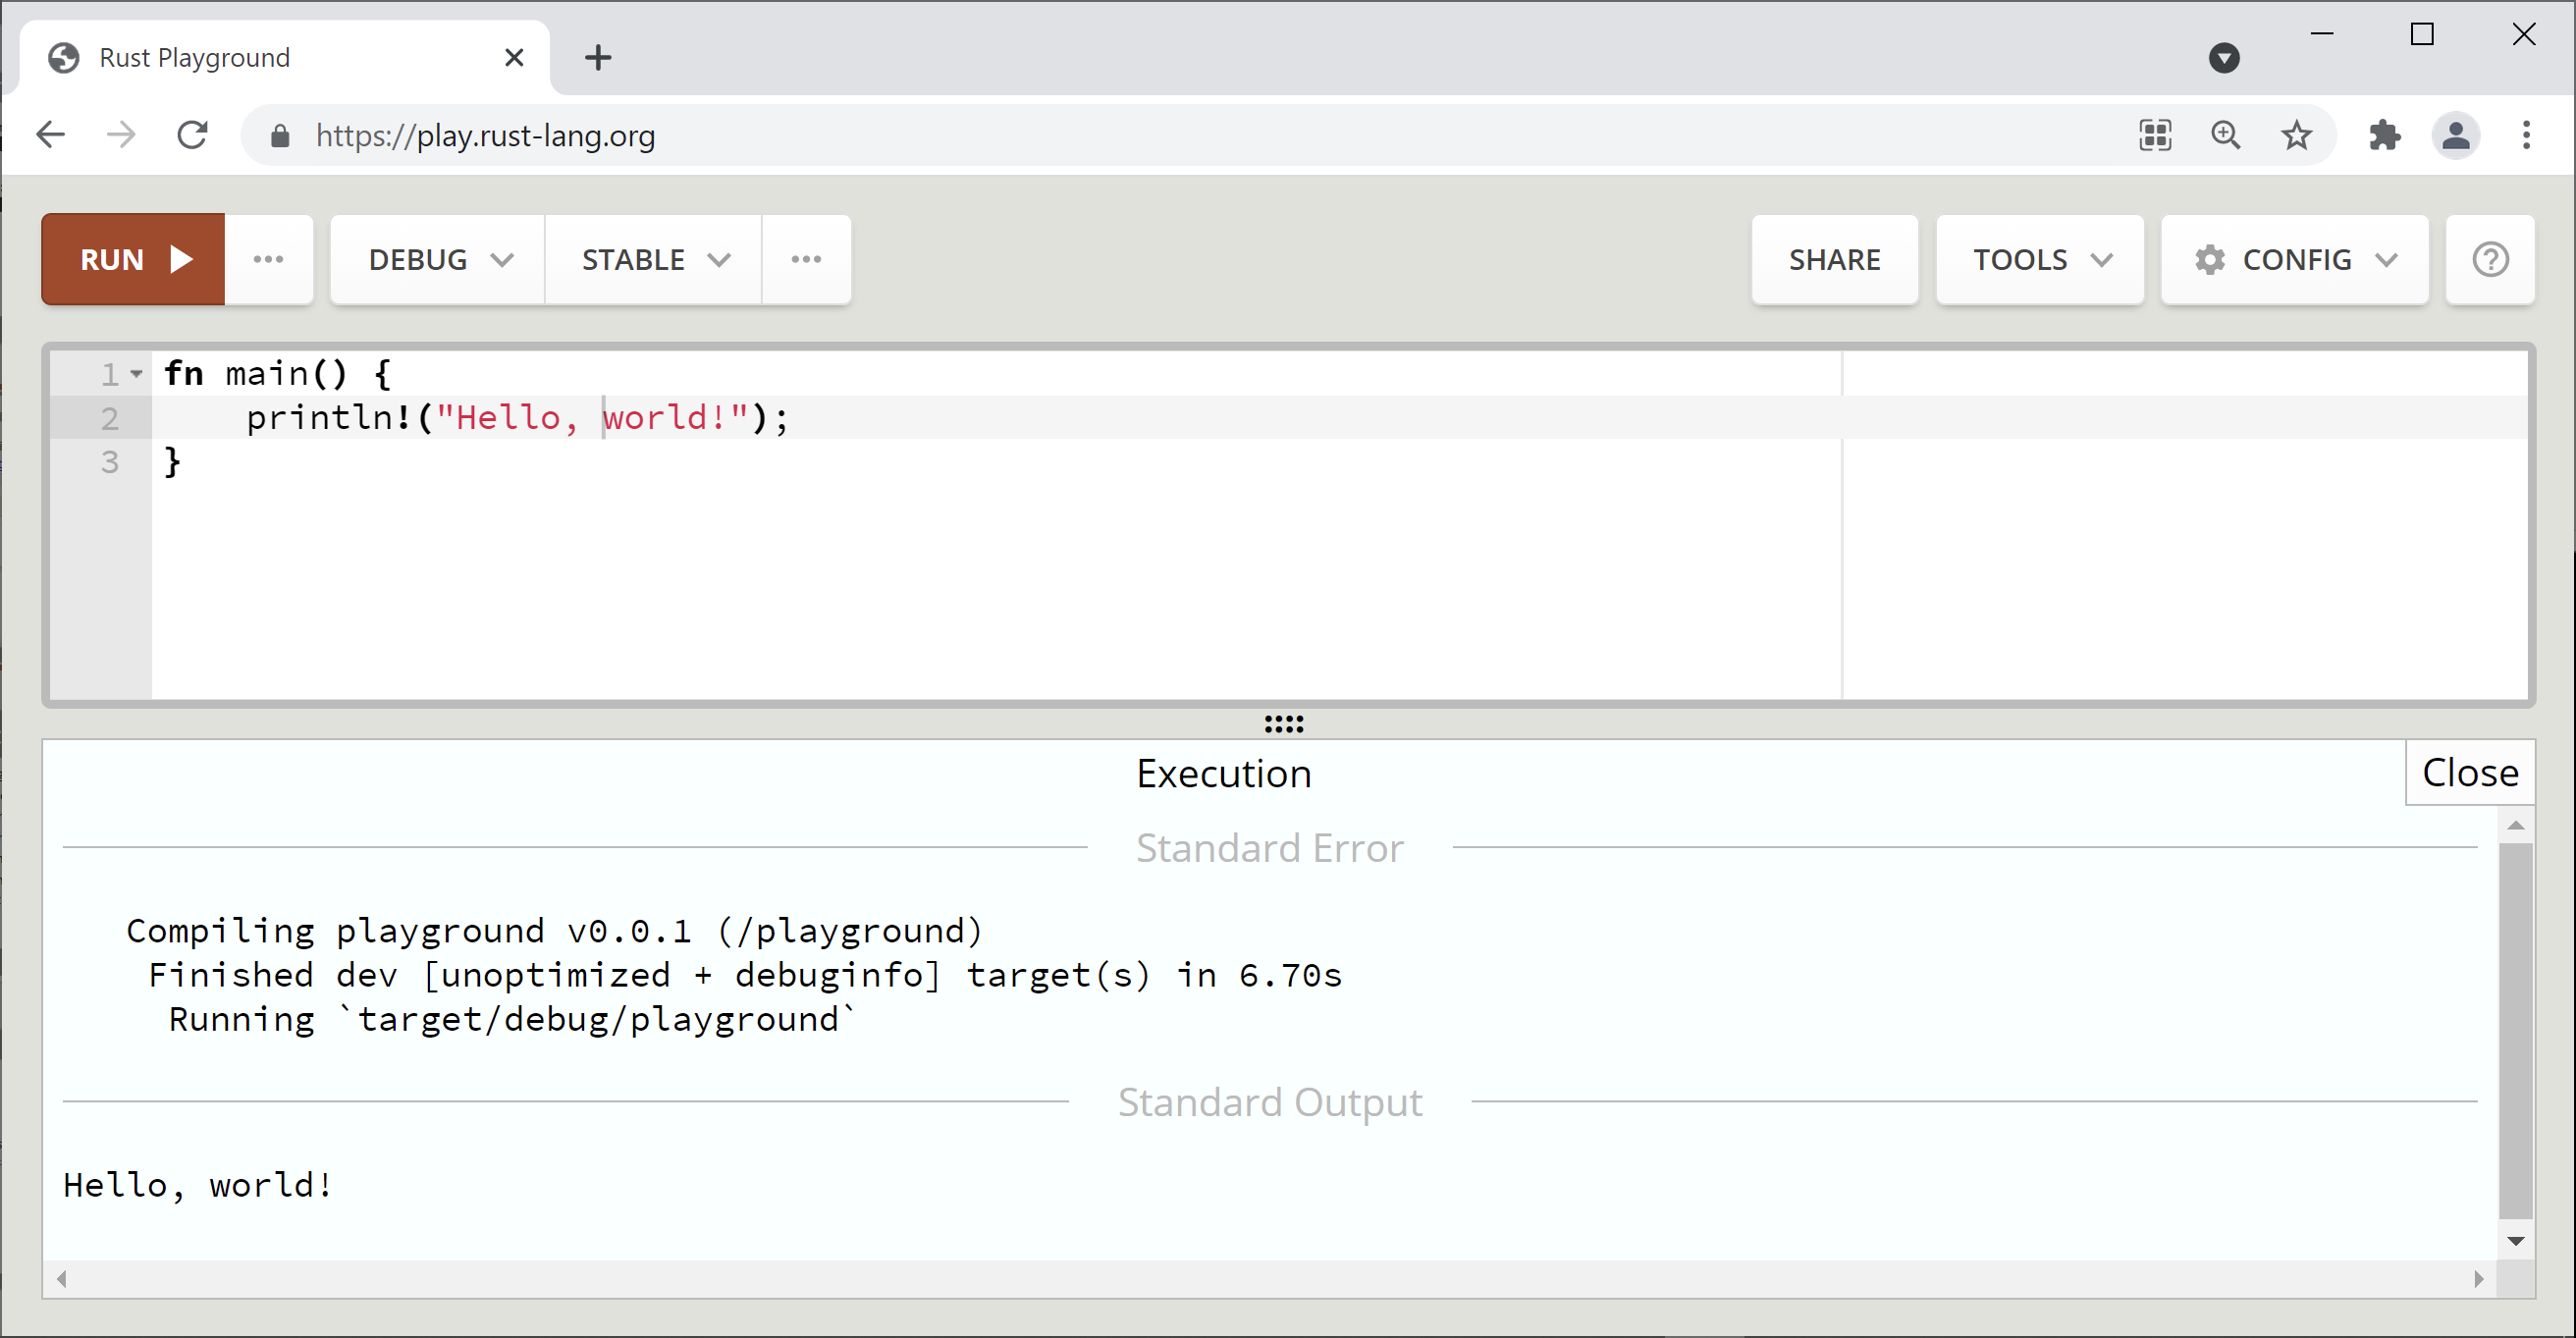 Rust Playground
https://play.rust-lang.org
RUN
DEBUG
STABLE
SHARE
TOOLS
CONFIG
1 fn main() {
2     println!("Hello, world!");
3 }
Execution
Close
Standard Error
Compiling playground v0.0.1 (/playground)
Finished dev [unoptimized + debuginfo] target(s) in 6.70s
Running `target/debug/playground`
Standard Output
Hello, world!